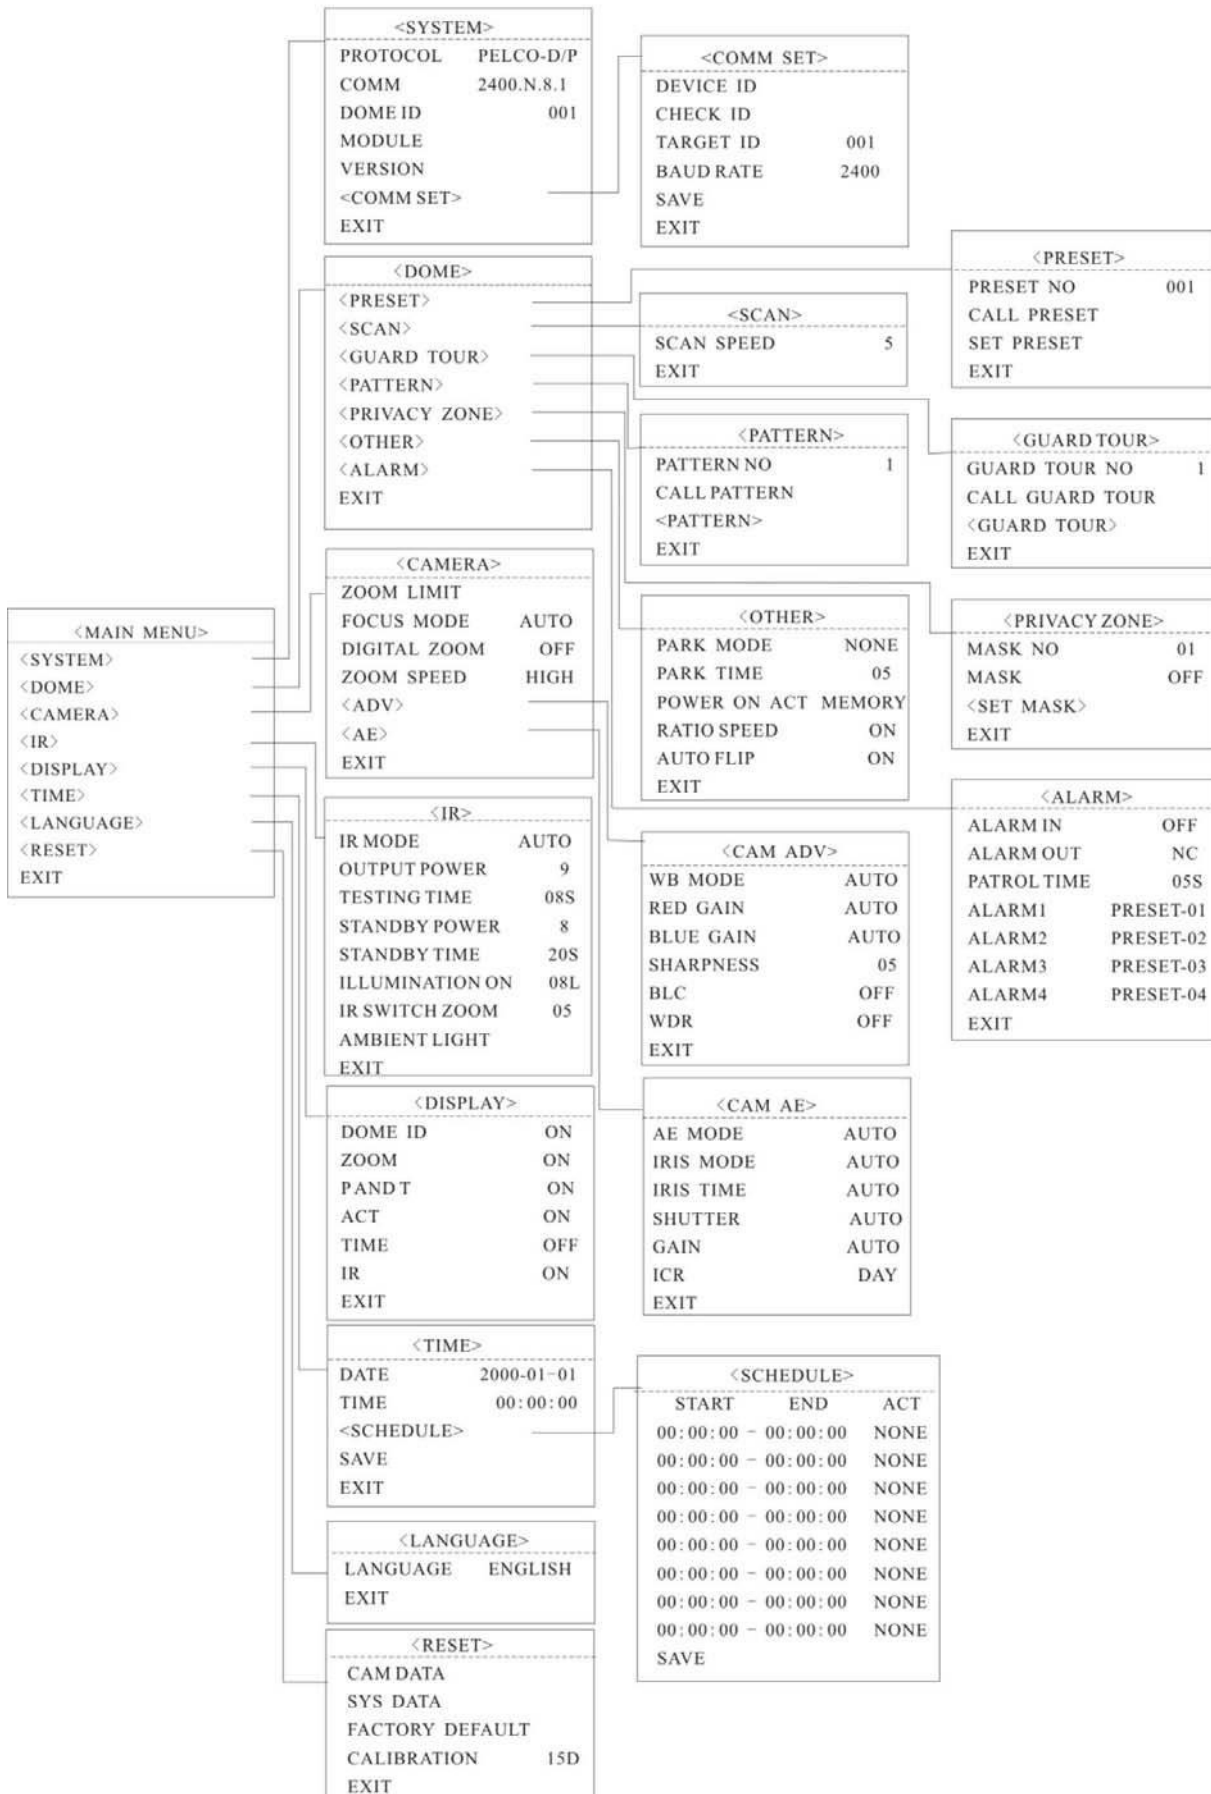 <MAIN MENU>
<SYSTEM>
<DOME>
<CAMERA>
<IR>
<DISPLAY>
<TIME>
<LANGUAGE>
<RESET>
EXIT
<SYSTEM>
PROTOCOL PELCO-D/P
COMM 2400.N.8.1
DOME ID 001
MODULE
VERSION
<COMM SET>
EXIT
<COMM SET>
DEVICE ID
CHECK ID
TARGET ID 001
BAUD RATE 2400
SAVE
EXIT
<DOME>
<PRESET>
<SCAN>
<GUARD TOUR>
<PATTERN>
<PRIVACY ZONE>
<OTHER>
<ALARM>
EXIT
<PRESET>
PRESET NO 001
CALL PRESET
SET PRESET
EXIT
<SCAN>
SCAN SPEED 5
EXIT
<GUARD TOUR>
GUARD TOUR NO 1
CALL GUARD TOUR
<GUARD TOUR>
EXIT
<PATTERN>
PATTERN NO 1
CALL PATTERN
<PATTERN>
EXIT
<PRIVACY ZONE>
MASK NO 01
MASK OFF
<SET MASK>
EXIT
<OTHER>
PARK MODE NONE
PARK TIME 05
POWER ON ACT MEMORY
RATIO SPEED ON
AUTO FLIP ON
EXIT
<ALARM>
ALARM IN OFF
ALARM OUT NC
PATROL TIME 05S
ALARM1 PRESET-01
ALARM2 PRESET-02
ALARM3 PRESET-03
ALARM4 PRESET-04
EXIT
<CAMERA>
ZOOM LIMIT
FOCUS MODE AUTO
DIGITAL ZOOM OFF
ZOOM SPEED HIGH
<ADV>
<AE>
EXIT
<CAM ADV>
WB MODE AUTO
RED GAIN AUTO
BLUE GAIN AUTO
SHARPNESS 05
BLC OFF
WDR OFF
EXIT
<CAM AE>
AE MODE AUTO
IRIS MODE AUTO
IRIS TIME AUTO
SHUTTER AUTO
GAIN AUTO
ICR DAY
EXIT
<IR>
IR MODE AUTO
OUTPUT POWER 9
TESTING TIME 08S
STANDBY POWER 8
STANDBY TIME 20S
ILLUMINATION ON 08L
IR SWITCH ZOOM 05
AMBIENT LIGHT
EXIT
<DISPLAY>
DOME ID ON
ZOOM ON
P AND T ON
ACT ON
TIME OFF
IR ON
EXIT
<TIME>
DATE 2000-01-01
TIME 00:00:00
<SCHEDULE>
SAVE
EXIT
<SCHEDULE>
START END ACT
00:00:00 - 00:00:00 NONE
00:00:00 - 00:00:00 NONE
00:00:00 - 00:00:00 NONE
00:00:00 - 00:00:00 NONE
00:00:00 - 00:00:00 NONE
00:00:00 - 00:00:00 NONE
00:00:00 - 00:00:00 NONE
00:00:00 - 00:00:00 NONE
SAVE
<LANGUAGE>
LANGUAGE ENGLISH
EXIT
<RESET>
CAM DATA
SYS DATA
FACTORY DEFAULT
CALIBRATION 15D
EXIT